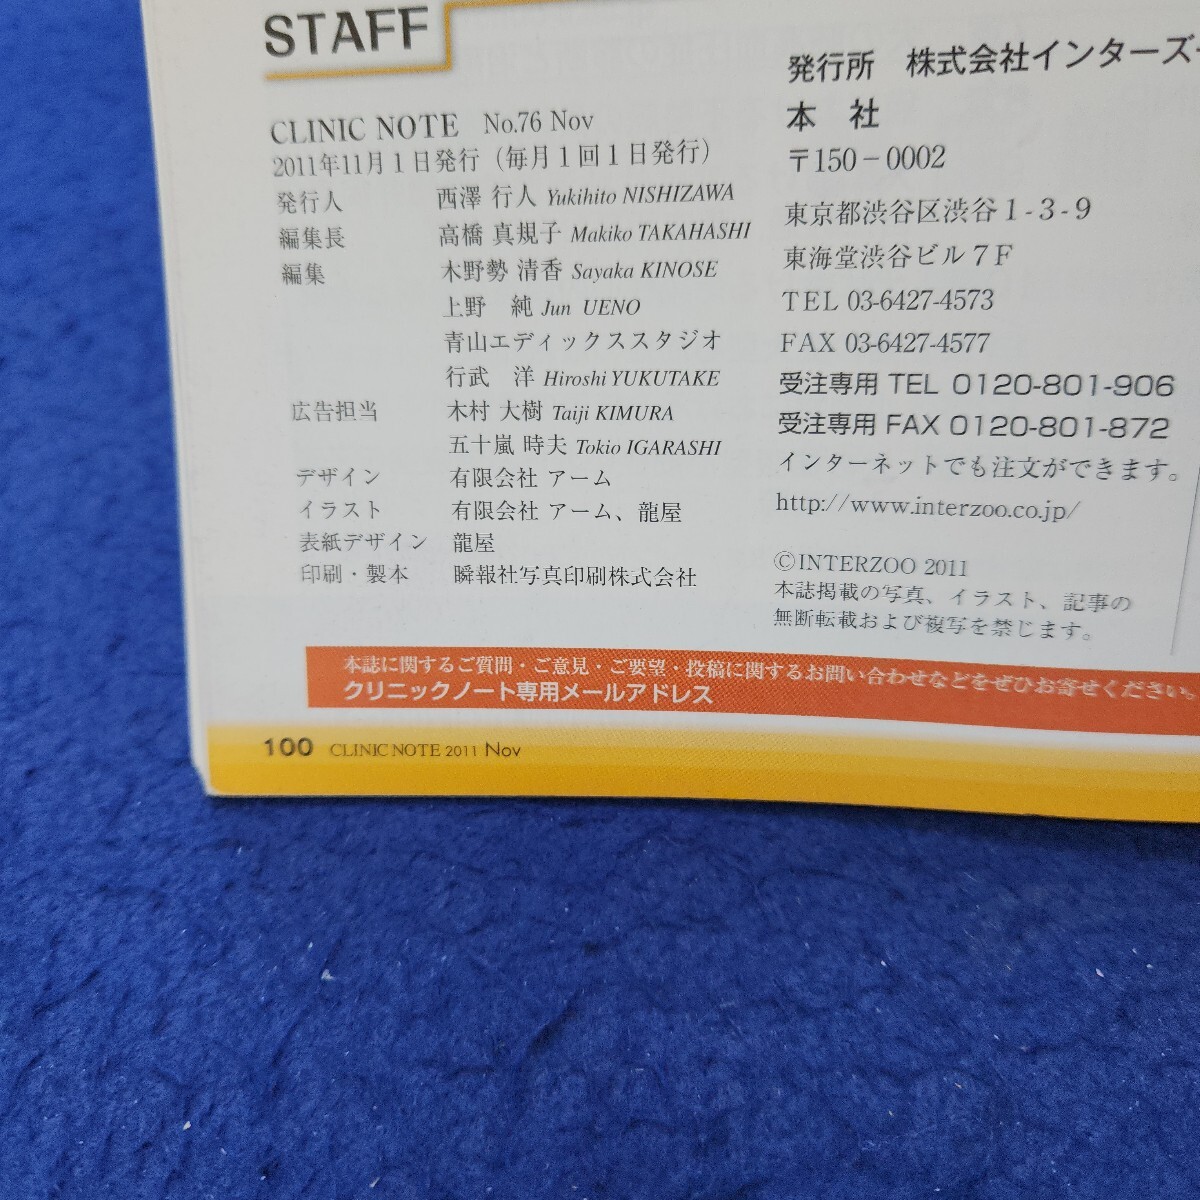 STAFF
CLINIC NOTE No.76 Nov
2011年11月1日発行（毎月1回1日発行）
発行人 西澤 行人 Yukihito NISHIZAWA
編集長 高橋 真規子 Makiko TAKAHASHI
編集 木野勢 清香 Sayaka KINOSE
上野 純 Jun UENO
青山エディックススタジオ
行武 洋 Hiroshi YUKUTAKE
広告担当 木村 大樹 Taiji KIMURA
五十嵐 時夫 Tokio IGARASHI
デザイン 有限会社 アーム
イラスト 有限会社 アーム、龍屋
表紙デザイン 龍屋
印刷・製本 瞬報社写真印刷株式会社
発行所 株式会社インターズ
本 社
〒150−0002
東京都渋谷区渋谷1-3-9
東海堂渋谷ビル7F
TEL 03-6427-4573
FAX 03-6427-4577
受注専用 TEL 0120-801-906
受注専用 FAX 0120-801-872
インターネットでも注文ができます。
http://www.interzoo.co.jp/
©INTERZOO 2011
本誌掲載の写真、イラスト、記事の
無断転載および複写を禁じます。
本誌に関するご質問・ご意見・ご要望・投稿に関するお問い合わせなどをぜひお寄せください。
クリニックノート専用メールアドレス
100 CLINIC NOTE 2011 Nov